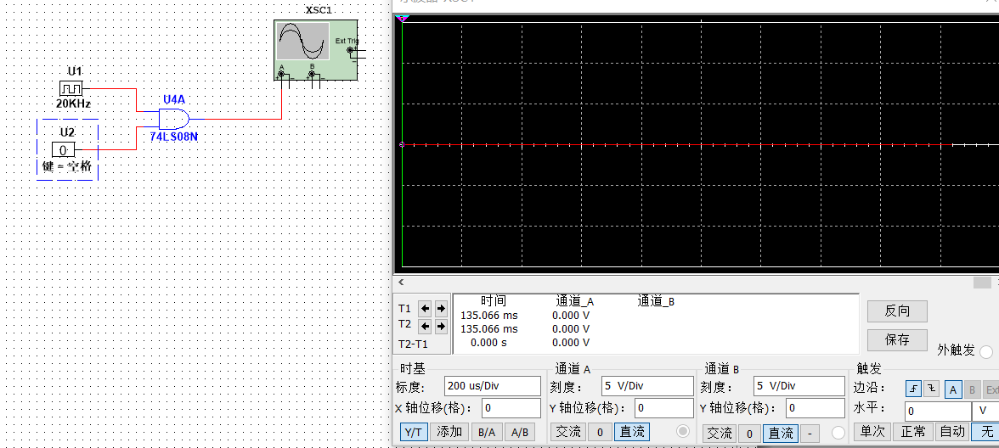 XSC1
Ext Trig
A
B
U1
20KHz
U4A
74LS08N
U2
0
键 = 空格
时间 通道_A 通道_B
T1 135.066 ms 0.000 V
T2 135.066 ms 0.000 V
T2-T1 0.000 s 0.000 V
反向
保存
外触发
时基 通道 A 通道 B 触发
标度: 200 us/Div 刻度: 5 V/Div 刻度: 5 V/Div 边沿: A B Ext
X 轴位移(格): 0 Y 轴位移(格): 0 Y 轴位移(格): 0 水平: 0 V
Y/T 添加 B/A A/B 交流 0 直流 交流 0 直流 - 单次 正常 自动 无